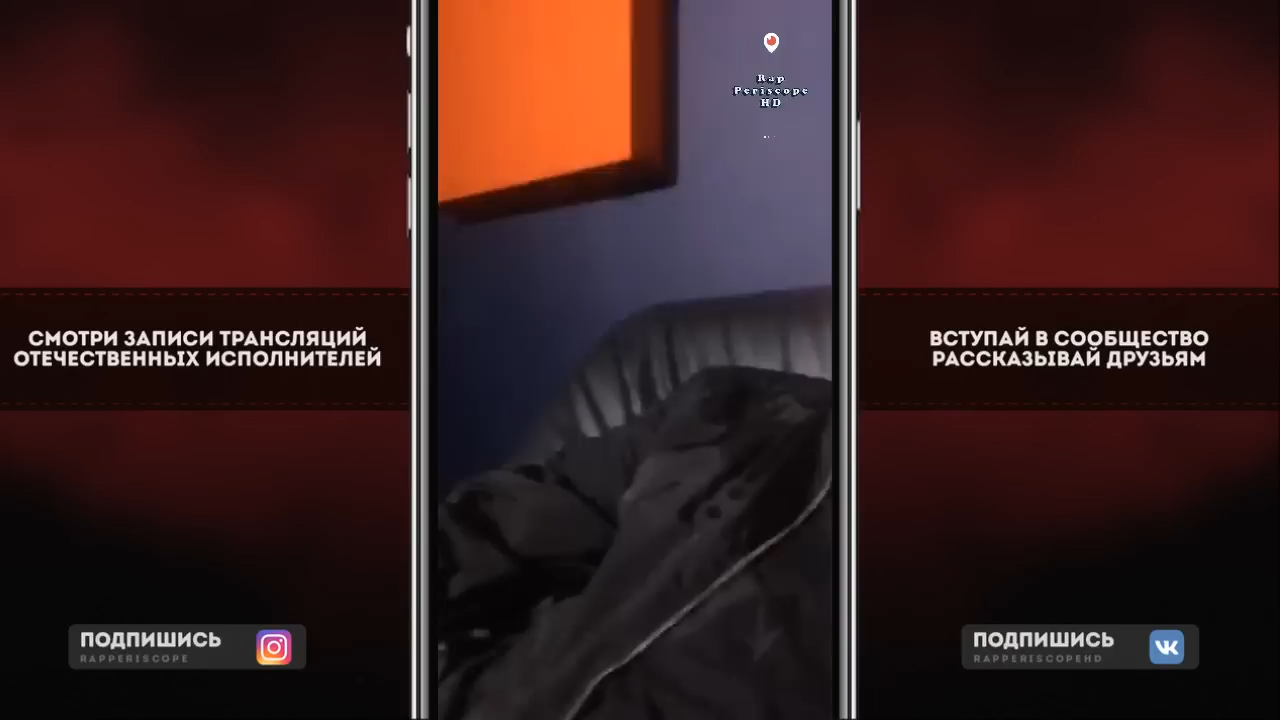 Rap
Periscope
HD
СМОТРИ ЗАПИСИ ТРАНСЛЯЦИЙ
ОТЕЧЕСТВЕННЫХ ИСПОЛНИТЕЛЕЙ
ВСТУПАЙ В СООБЩЕСТВО
РАССКАЗЫВАЙ ДРУЗЬЯМ
ПОДПИШИСЬ
RAPPERISCOPE
ПОДПИШИСЬ
RAPPERISCOPEHD